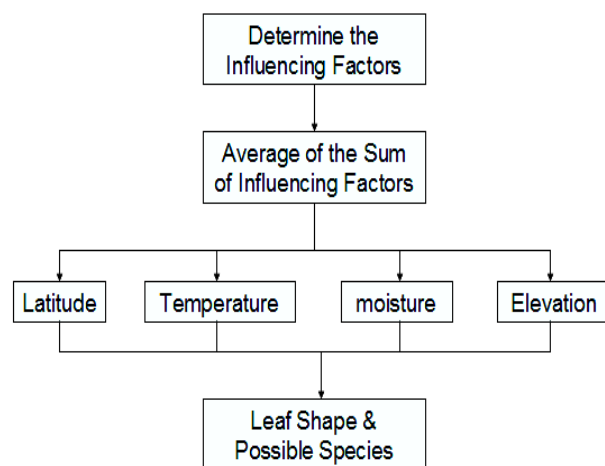 Determine the
Influencing Factors
Average of the Sum
of Influencing Factors
Latitude
Temperature
moisture
Elevation
Leaf Shape &
Possible Species